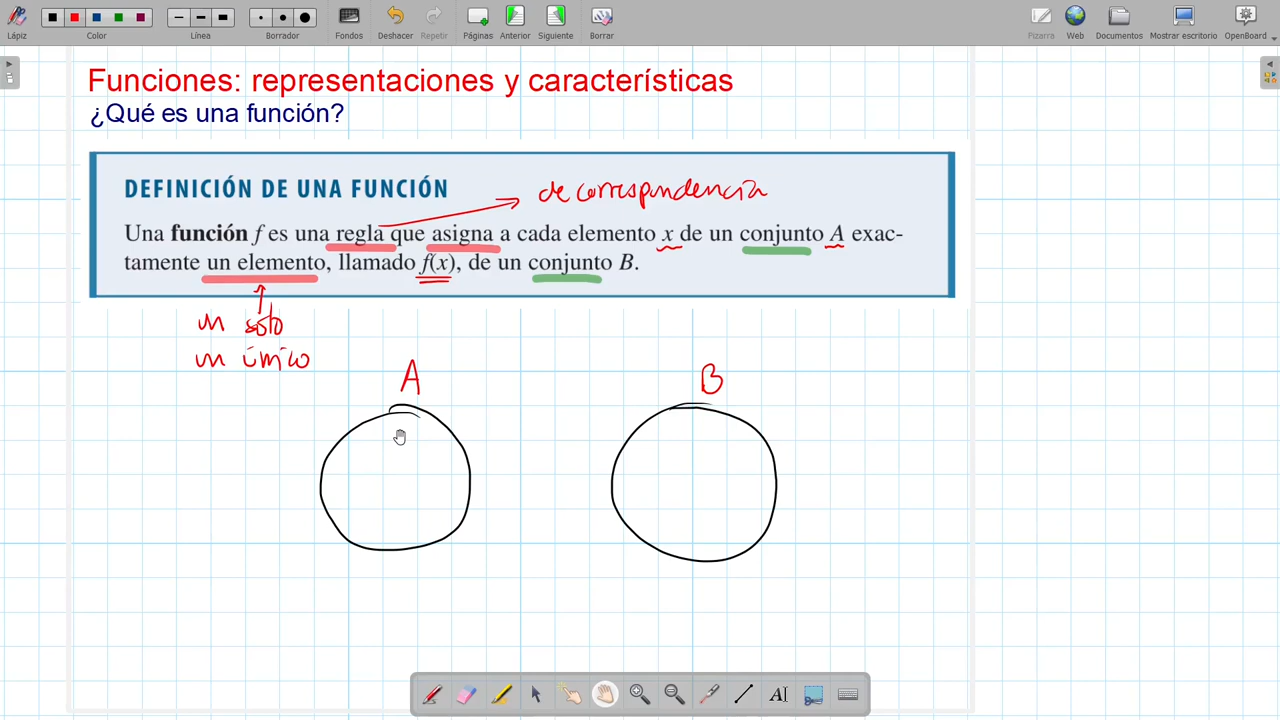 Lápiz Color Línea Borrador Fondos Deshacer Repetir Páginas Anterior Siguiente Borrar Pizarra Web Documentos Mostrar escritorio OpenBoard
Funciones: representaciones y características
¿Qué es una función?
DEFINICIÓN DE UNA FUNCIÓN
de correspondencia
Una función f es una regla que asigna a cada elemento x de un conjunto A exac-
tamente un elemento, llamado f(x), de un conjunto B.
un solo
un único
A B